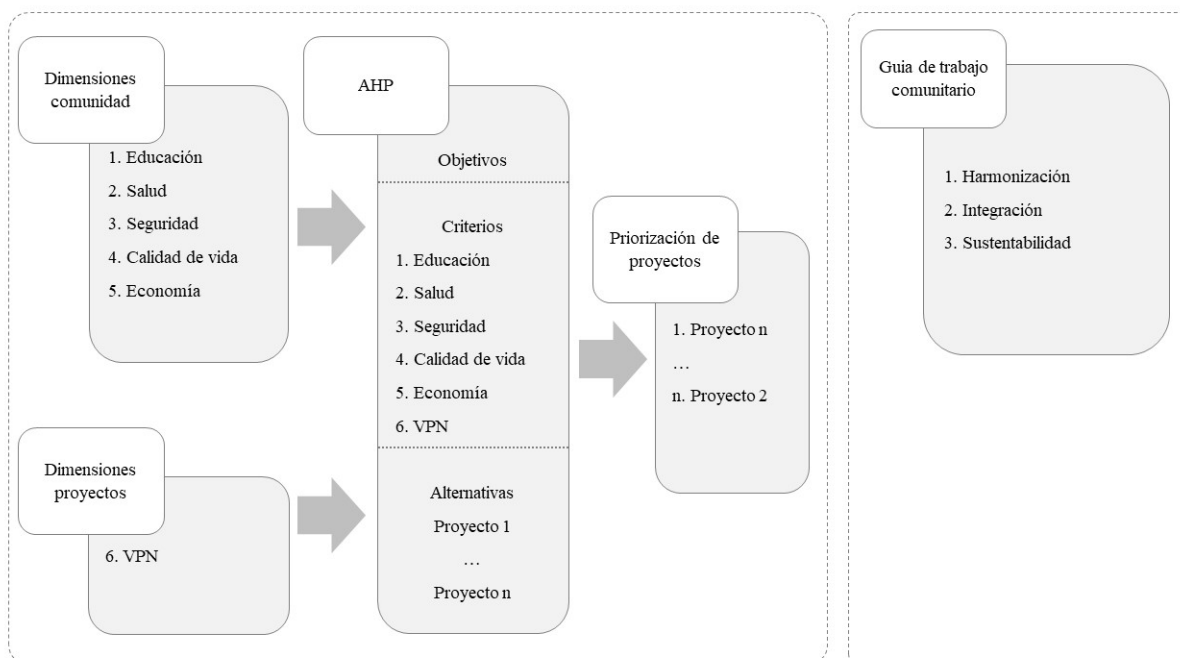 Dimensiones
comunidad
1. Educación
2. Salud
3. Seguridad
4. Calidad de vida
5. Economía
Dimensiones
proyectos
6. VPN
AHP
Objetivos
Criterios
1. Educación
2. Salud
3. Seguridad
4. Calidad de vida
5. Economía
6. VPN
Alternativas
Proyecto 1
…
Proyecto n
Priorización de
proyectos
1. Proyecto n
…
n. Proyecto 2
Guia de trabajo
comunitario
1. Harmonización
2. Integración
3. Sustentabilidad